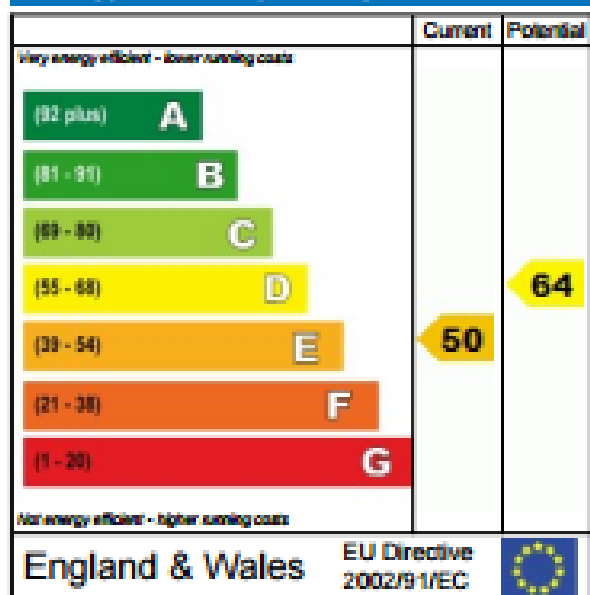 Current Potential
Very energy efficient - lower running costs
(92 plus) A
(81 - 91) B
(69 - 80) C
(55 - 68) D
64
(39 - 54) E
50
(21 - 38) F
(1 - 20) G
Not energy efficient - higher running costs
England & Wales
EU Directive
2002/91/EC